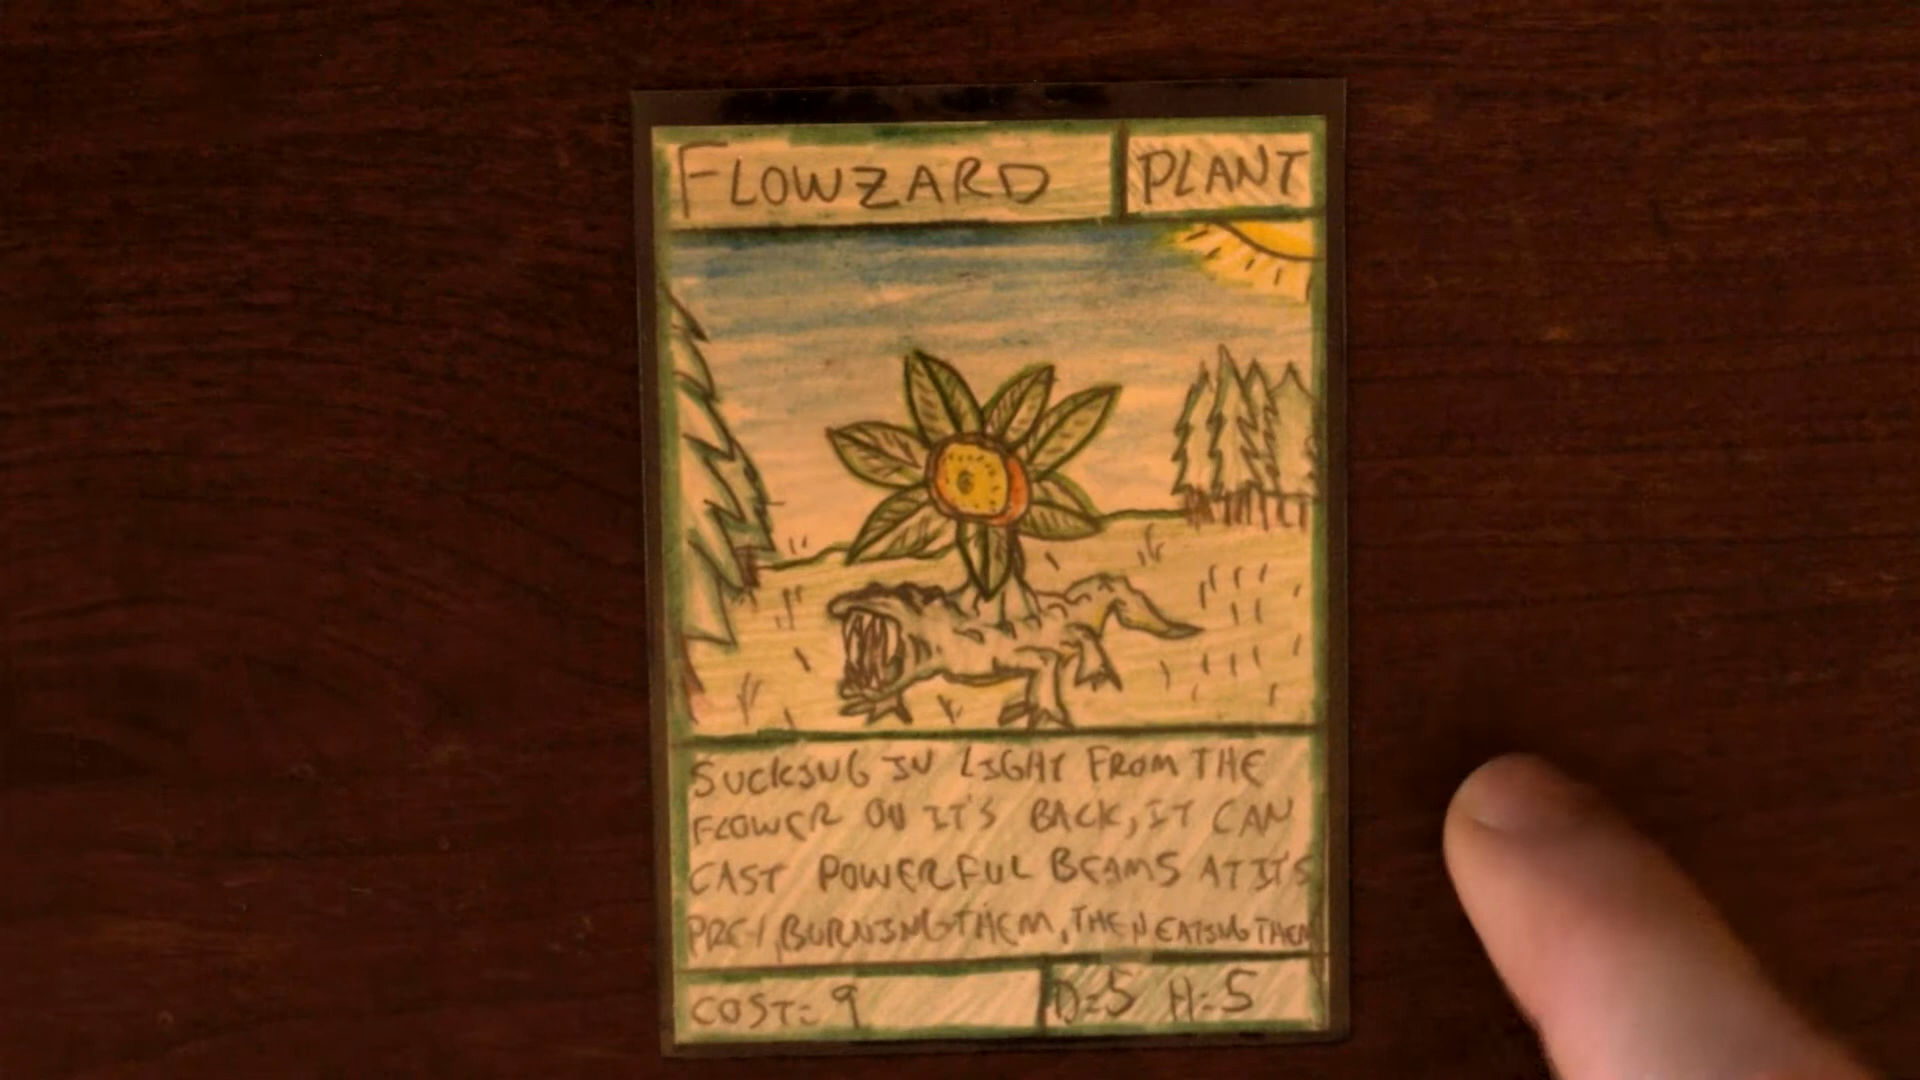 FLOWZARD
PLANT
SUCKING IN LIGHT FROM THE
FLOWER ON IT'S BACK, IT CAN
CAST POWERFUL BEAMS AT IT'S
PREY, BURNING THEM, THEN EATING THEM
COST: 9
D:5 H:5